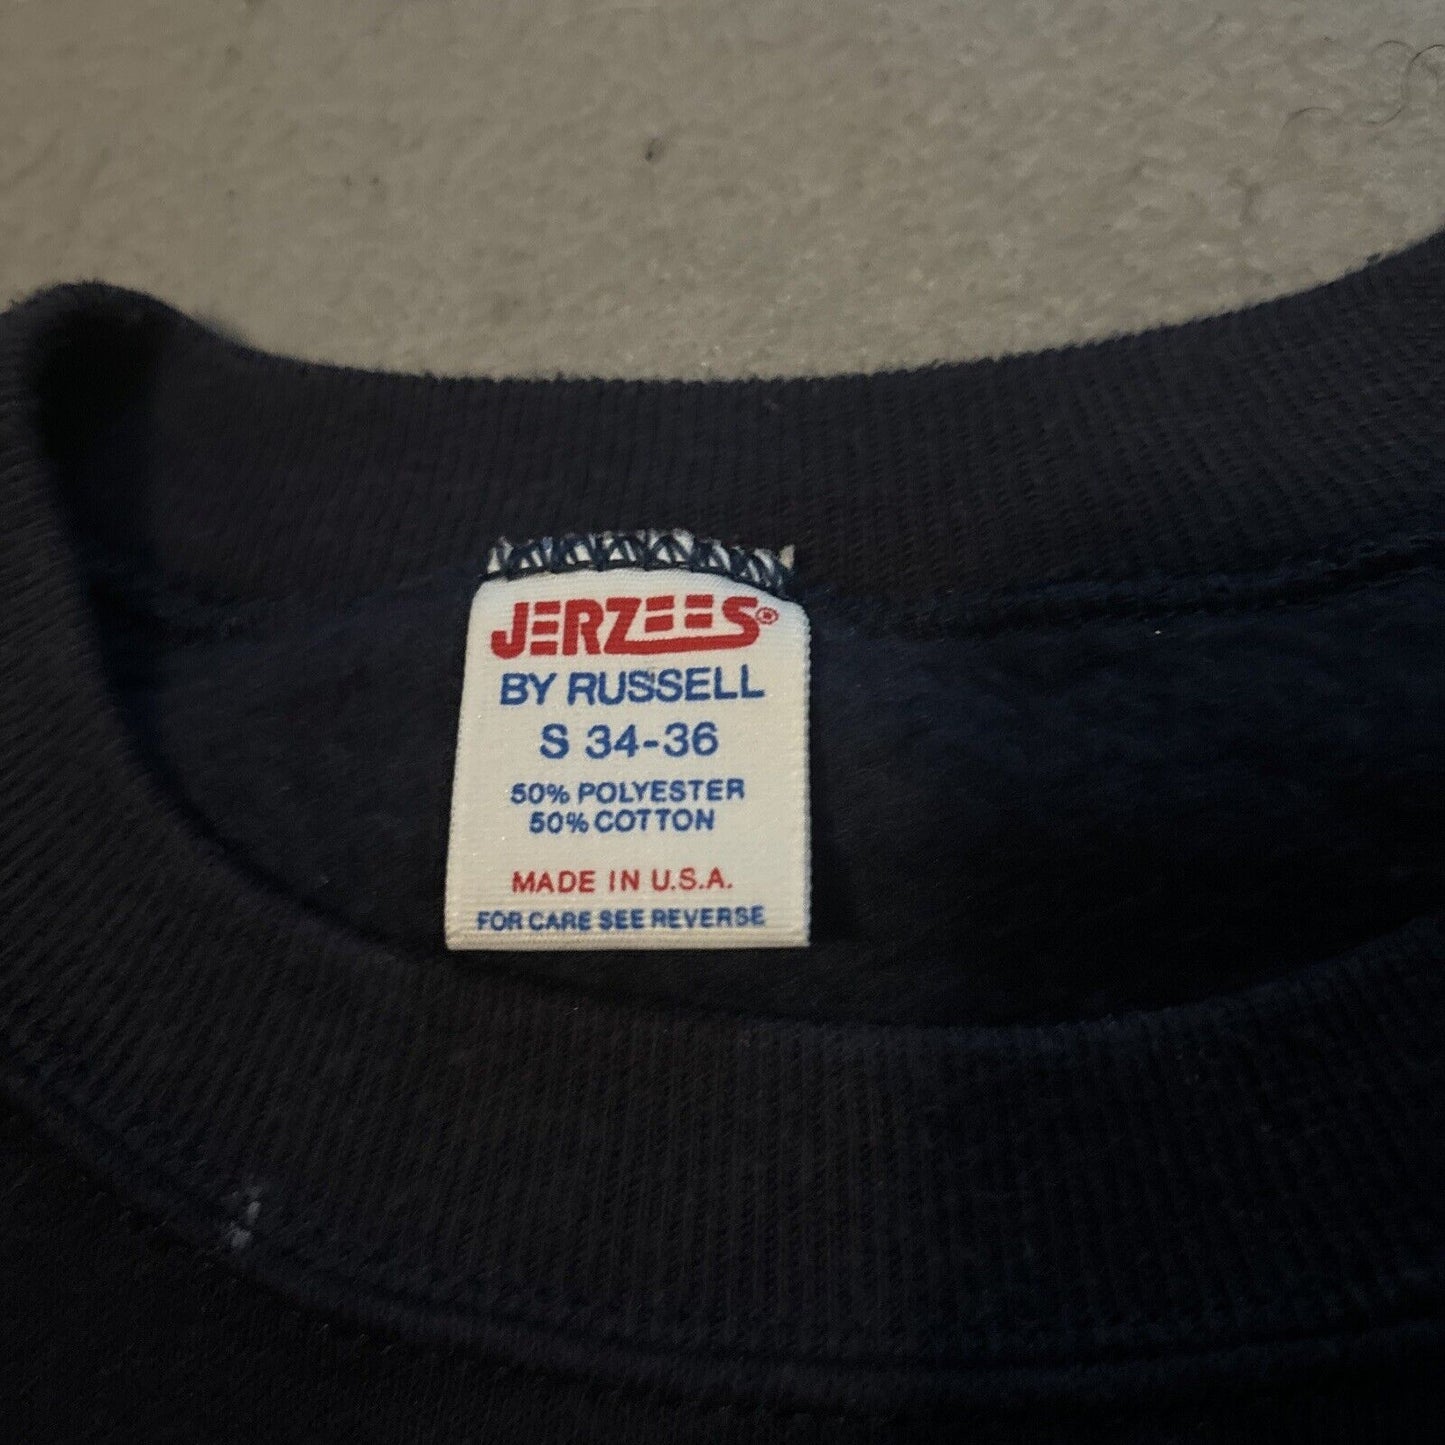 JERZEES®
BY RUSSELL
S 34-36
50% POLYESTER
50% COTTON
MADE IN U.S.A.
FOR CARE SEE REVERSE